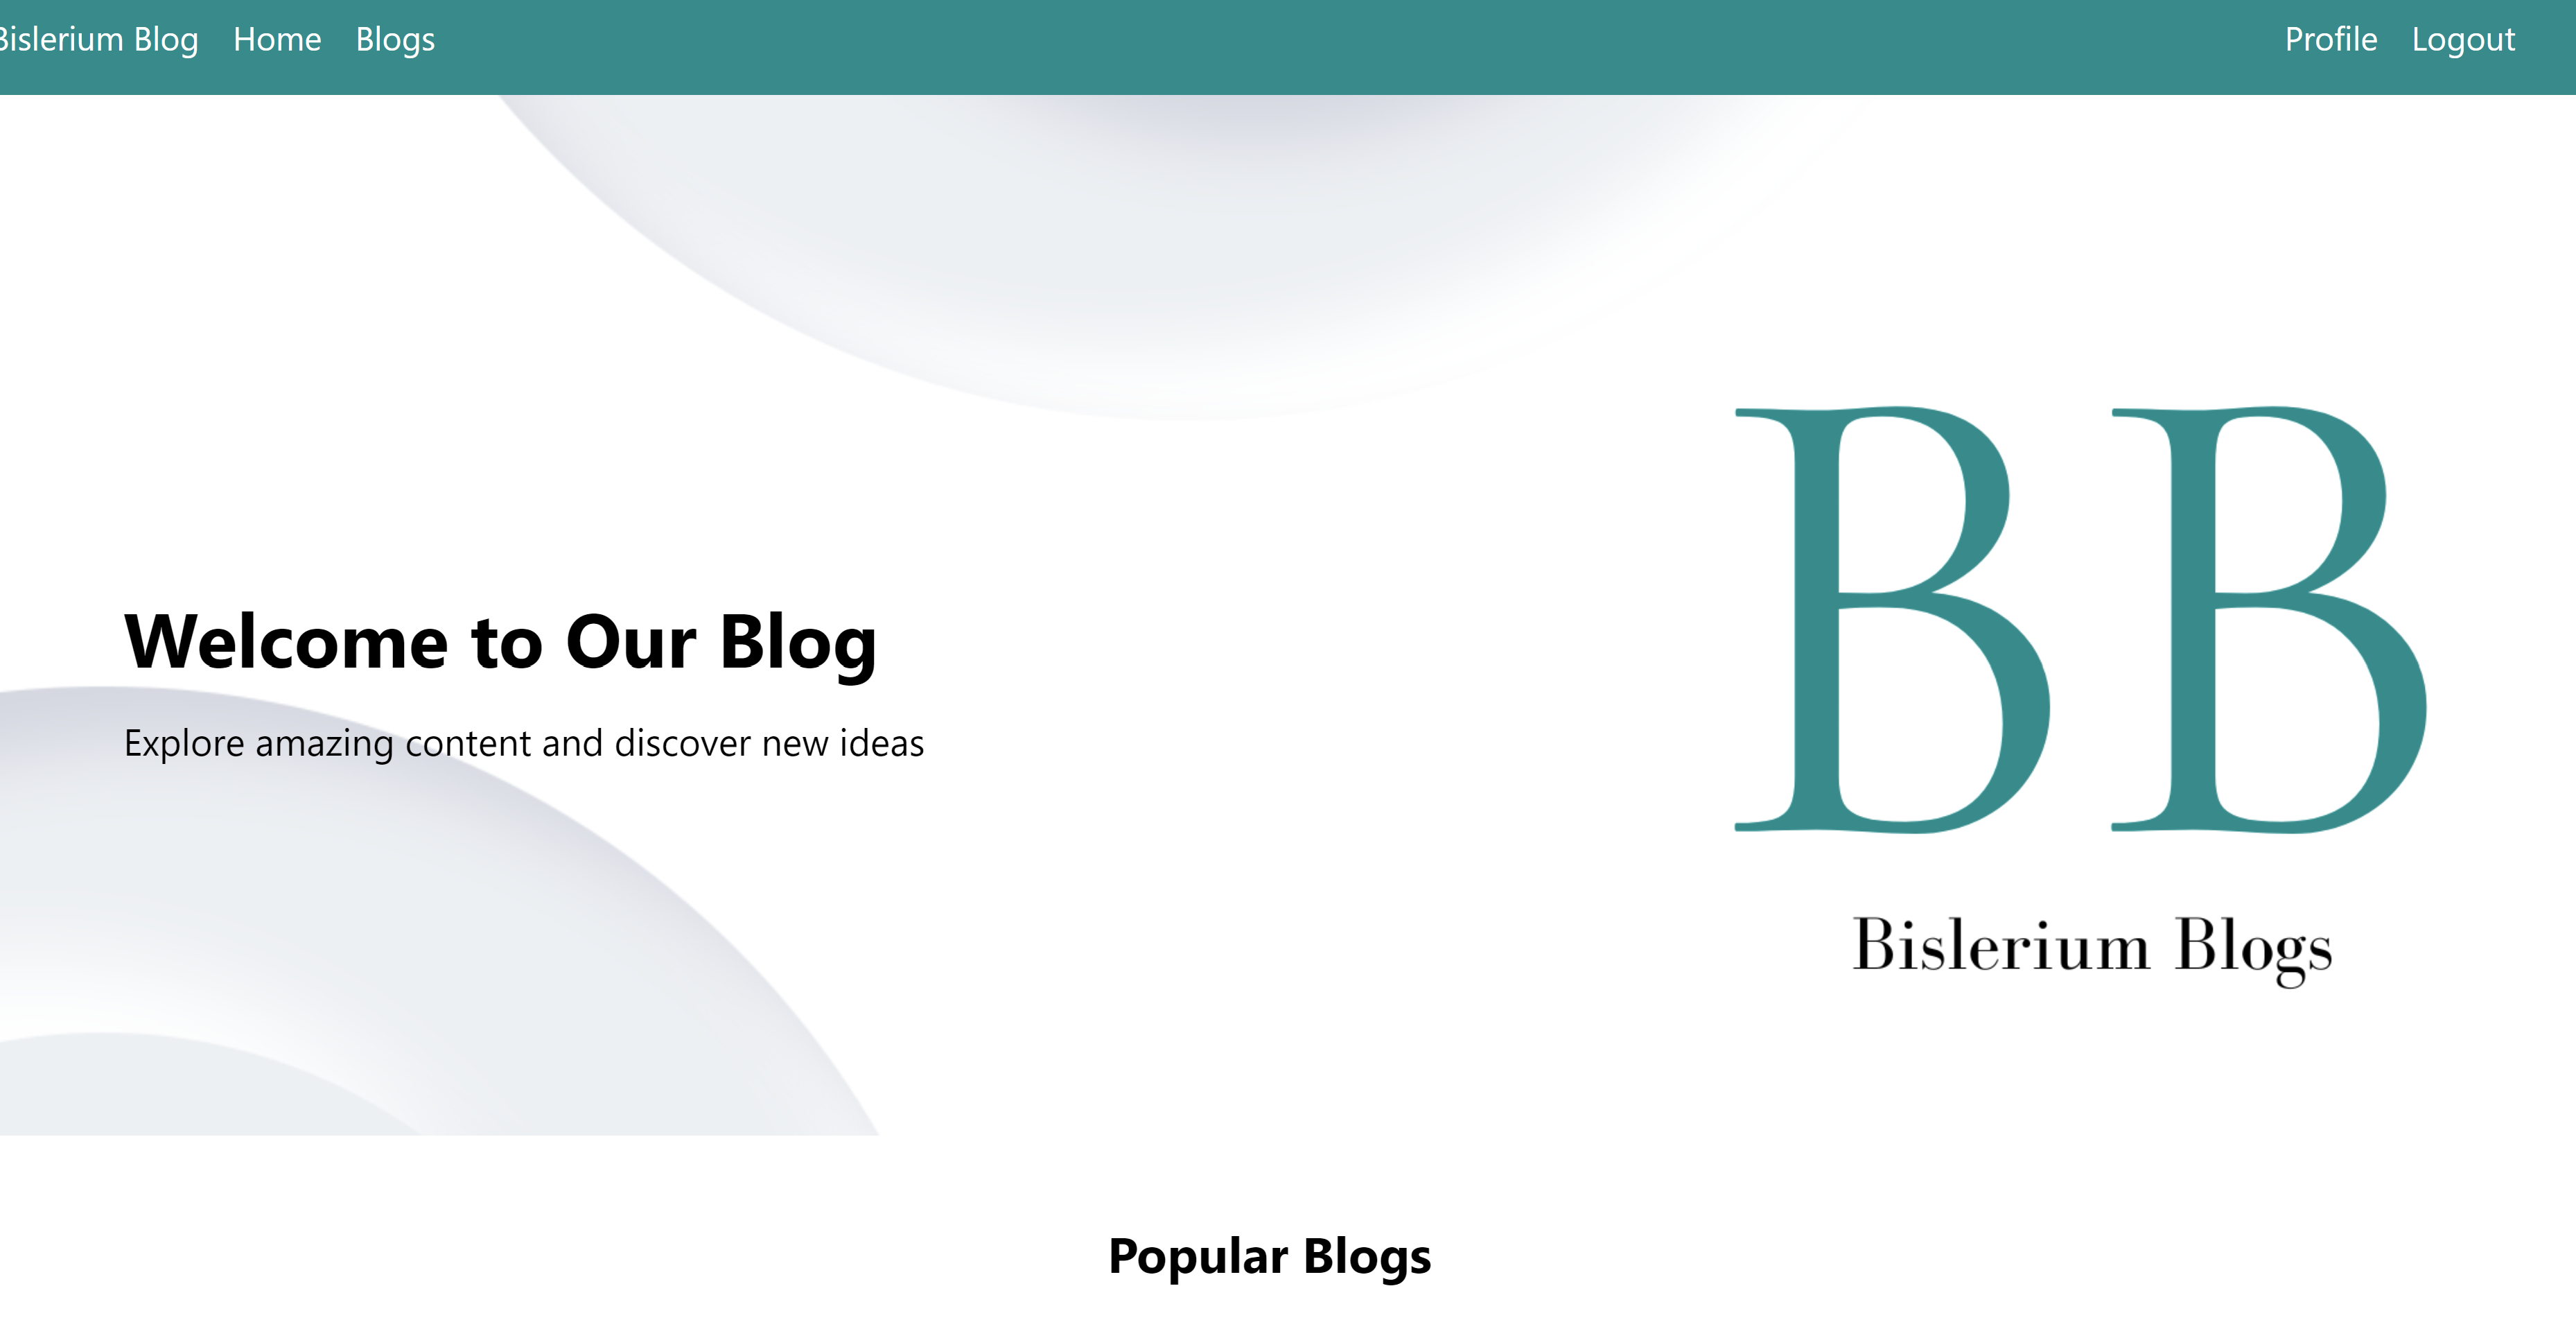 Bislerium Blog Home Blogs Profile Logout
BB
Welcome to Our Blog
Explore amazing content and discover new ideas
Bislerium Blogs
Popular Blogs